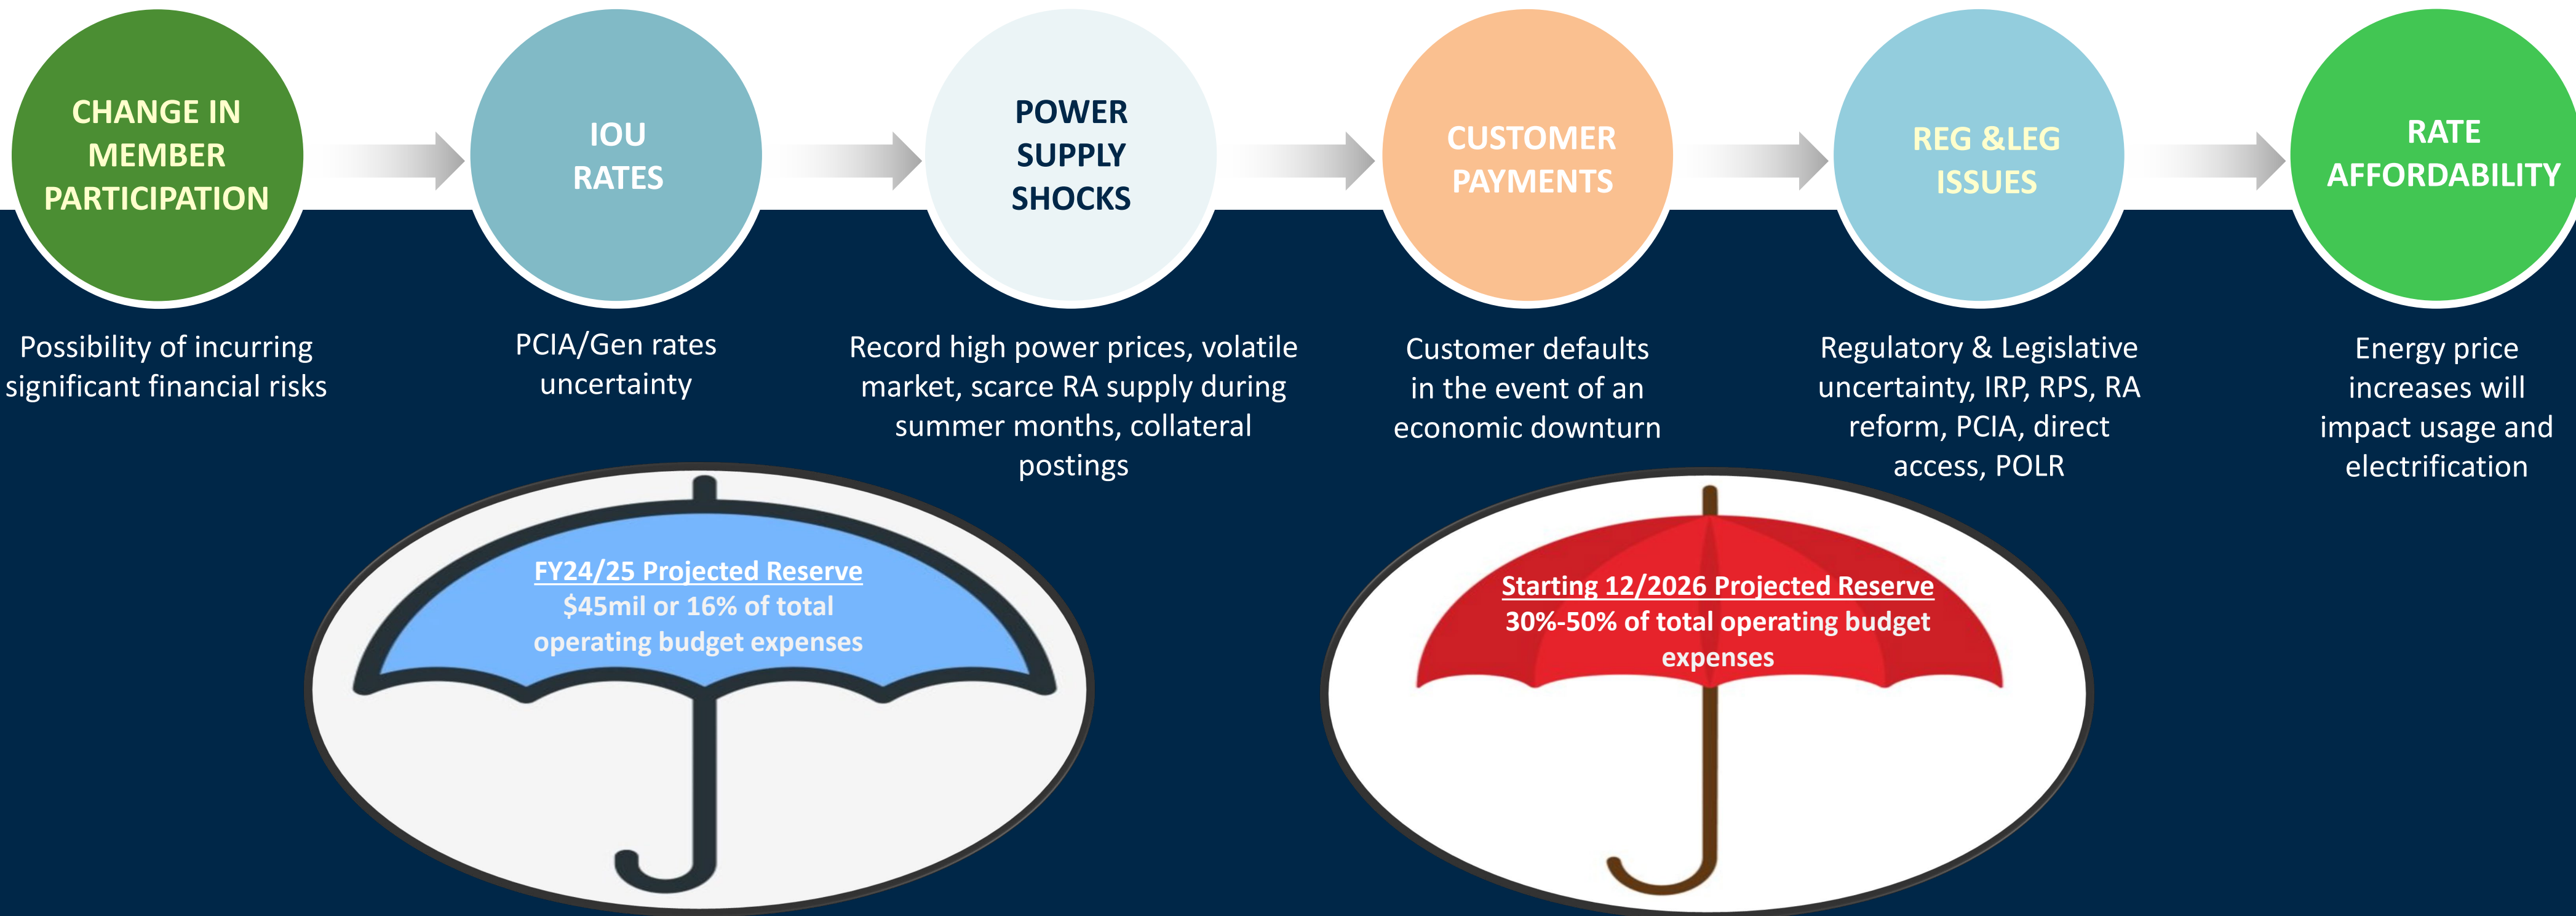 CHANGE IN
MEMBER
PARTICIPATION
IOU
RATES
POWER
SUPPLY
SHOCKS
CUSTOMER
PAYMENTS
REG &LEG
ISSUES
RATE
AFFORDABILITY
Possibility of incurring
significant financial risks
PCIA/Gen rates
uncertainty
Record high power prices, volatile
market, scarce RA supply during
summer months, collateral
postings
Customer defaults
in the event of an
economic downturn
Regulatory & Legislative
uncertainty, IRP, RPS, RA
reform, PCIA, direct
access, POLR
Energy price
increases will
impact usage and
electrification
FY24/25 Projected Reserve
$45mil or 16% of total
operating budget expenses
Starting 12/2026 Projected Reserve
30%-50% of total operating budget
expenses